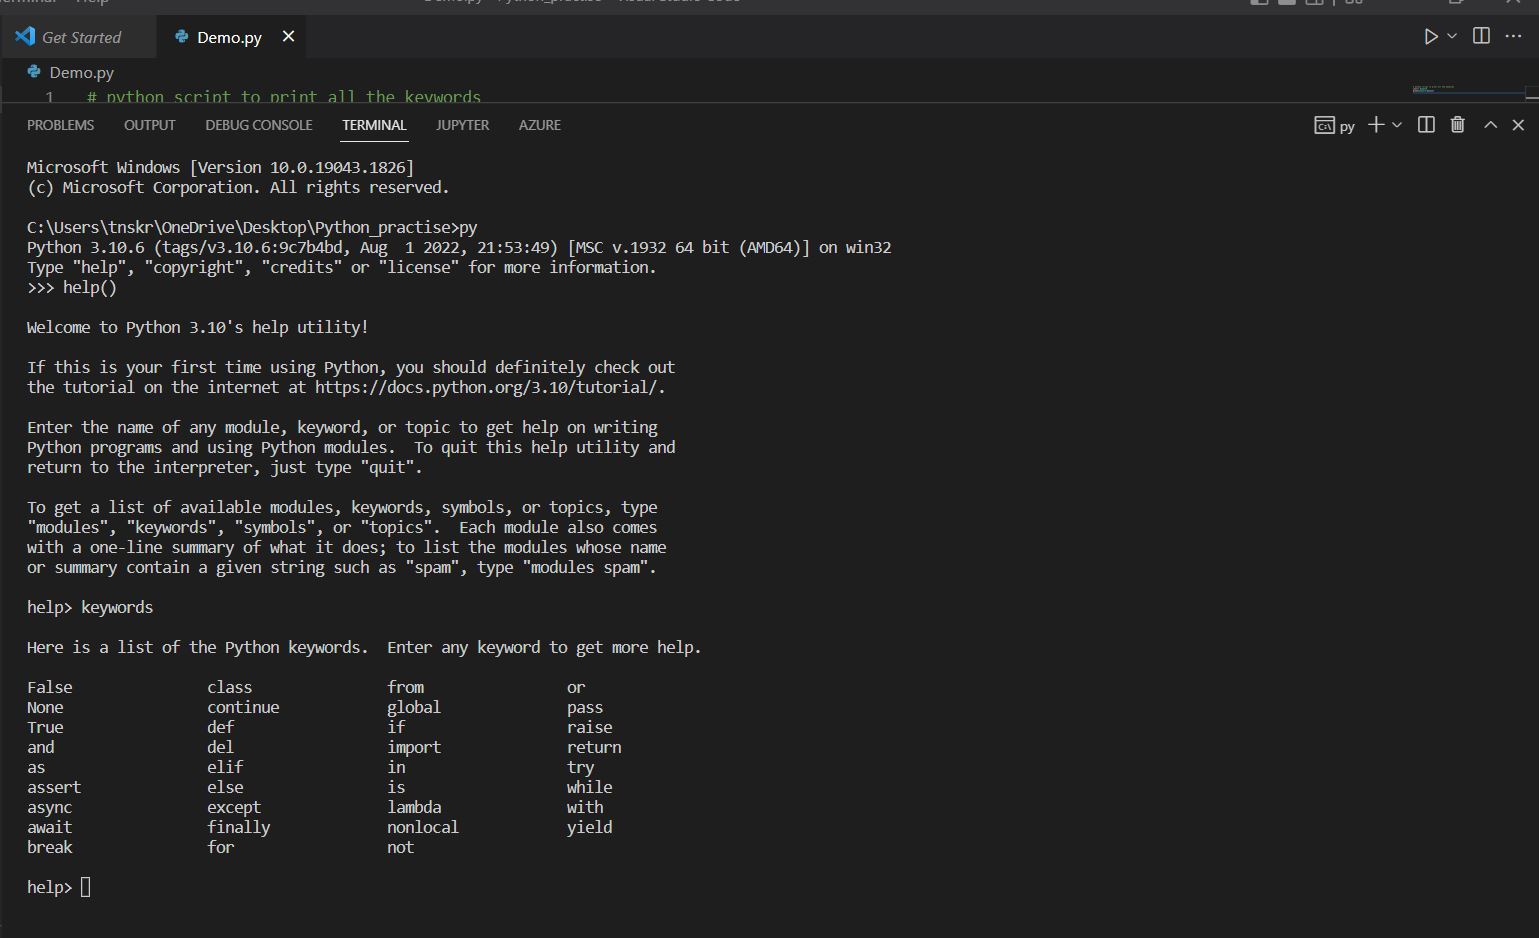 Get Started
Demo.py
Demo.py
1 # python script to print all the keywords
PROBLEMS OUTPUT DEBUG CONSOLE TERMINAL JUPYTER AZURE
py
Microsoft Windows [Version 10.0.19043.1826]
(c) Microsoft Corporation. All rights reserved.
C:\Users\tnskr\OneDrive\Desktop\Python_practise>py
Python 3.10.6 (tags/v3.10.6:9c7b4bd, Aug  1 2022, 21:53:49) [MSC v.1932 64 bit (AMD64)] on win32
Type "help", "copyright", "credits" or "license" for more information.
>>> help()
Welcome to Python 3.10's help utility!
If this is your first time using Python, you should definitely check out
the tutorial on the internet at https://docs.python.org/3.10/tutorial/.
Enter the name of any module, keyword, or topic to get help on writing
Python programs and using Python modules.  To quit this help utility and
return to the interpreter, just type "quit".
To get a list of available modules, keywords, symbols, or topics, type
"modules", "keywords", "symbols", or "topics".  Each module also comes
with a one-line summary of what it does; to list the modules whose name
or summary contain a given string such as "spam", type "modules spam".
help> keywords
Here is a list of the Python keywords.  Enter any keyword to get more help.
False class from or
None continue global pass
True def if raise
and del import return
as elif in try
assert else is while
async except lambda with
await finally nonlocal yield
break for not
help>